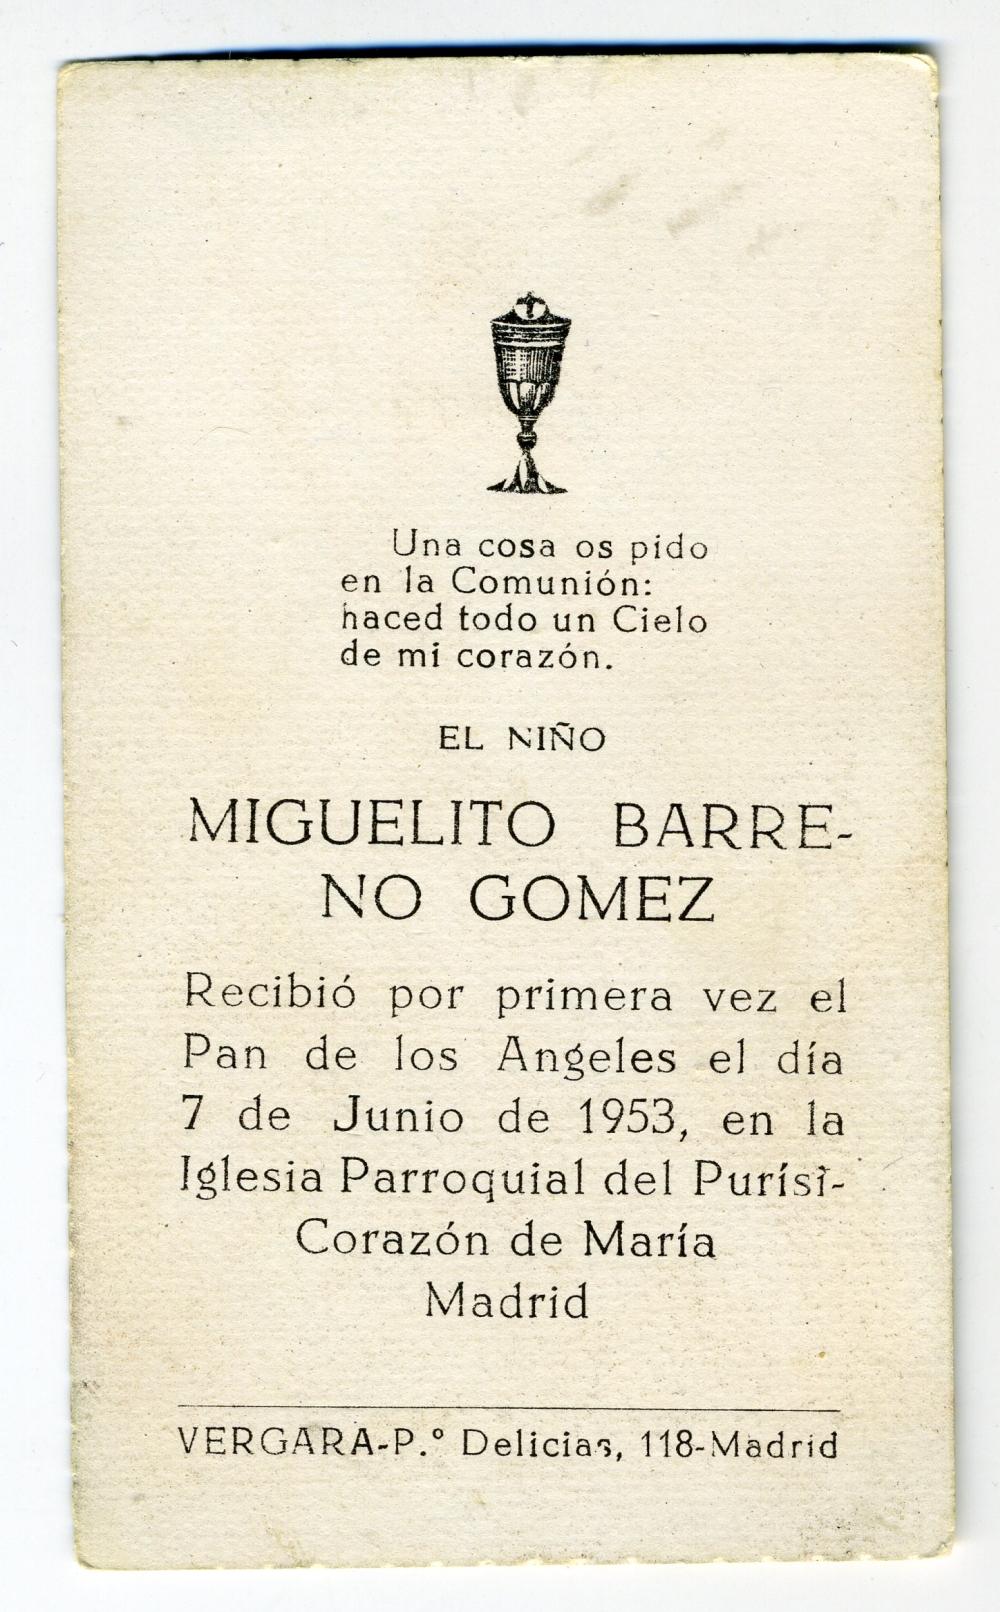 Una cosa os pido
en la Comunión:
haced todo un Cielo
de mi corazón.
EL NIÑO
MIGUELITO BARRE-
NO GOMEZ
Recibió por primera vez el
Pan de los Angeles el día
7 de Junio de 1953, en la
Iglesia Parroquial del Purísi-
Corazón de María
Madrid
VERGARA-P.º Delicias, 118-Madrid